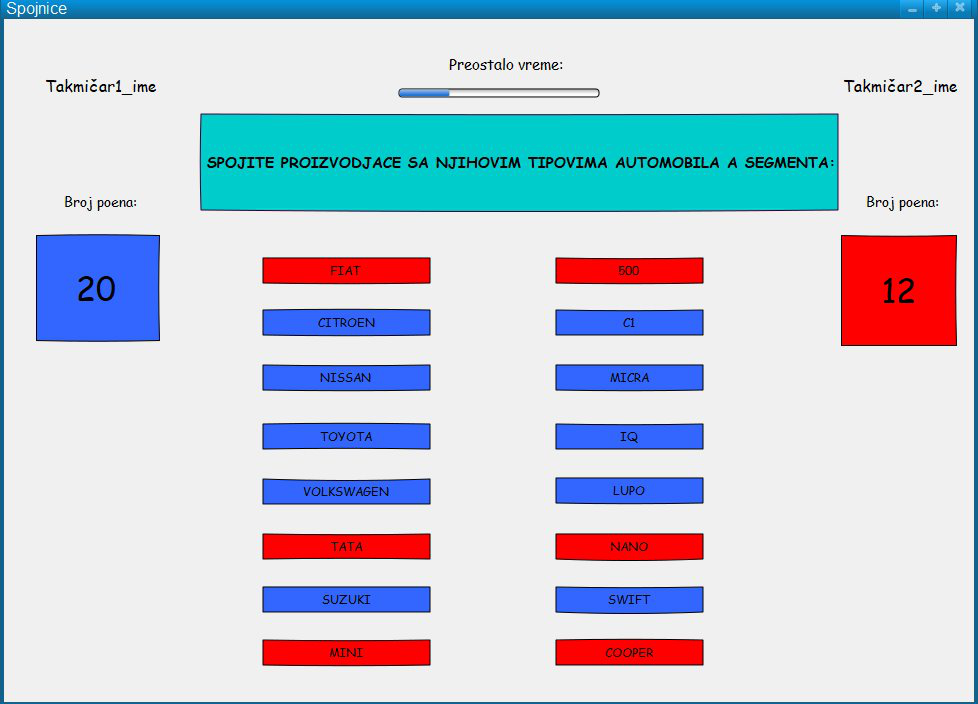 Spojnice
Preostalo vreme:
Takmičar1_ime
Takmičar2_ime
SPOJITE PROIZVODJACE SA NJIHOVIM TIPOVIMA AUTOMOBILA A SEGMENTA:
Broj poena:
Broj poena:
20
12
FIAT
500
CITROEN
C1
NISSAN
MICRA
TOYOTA
IQ
VOLKSWAGEN
LUPO
TATA
NANO
SUZUKI
SWIFT
MINI
COOPER